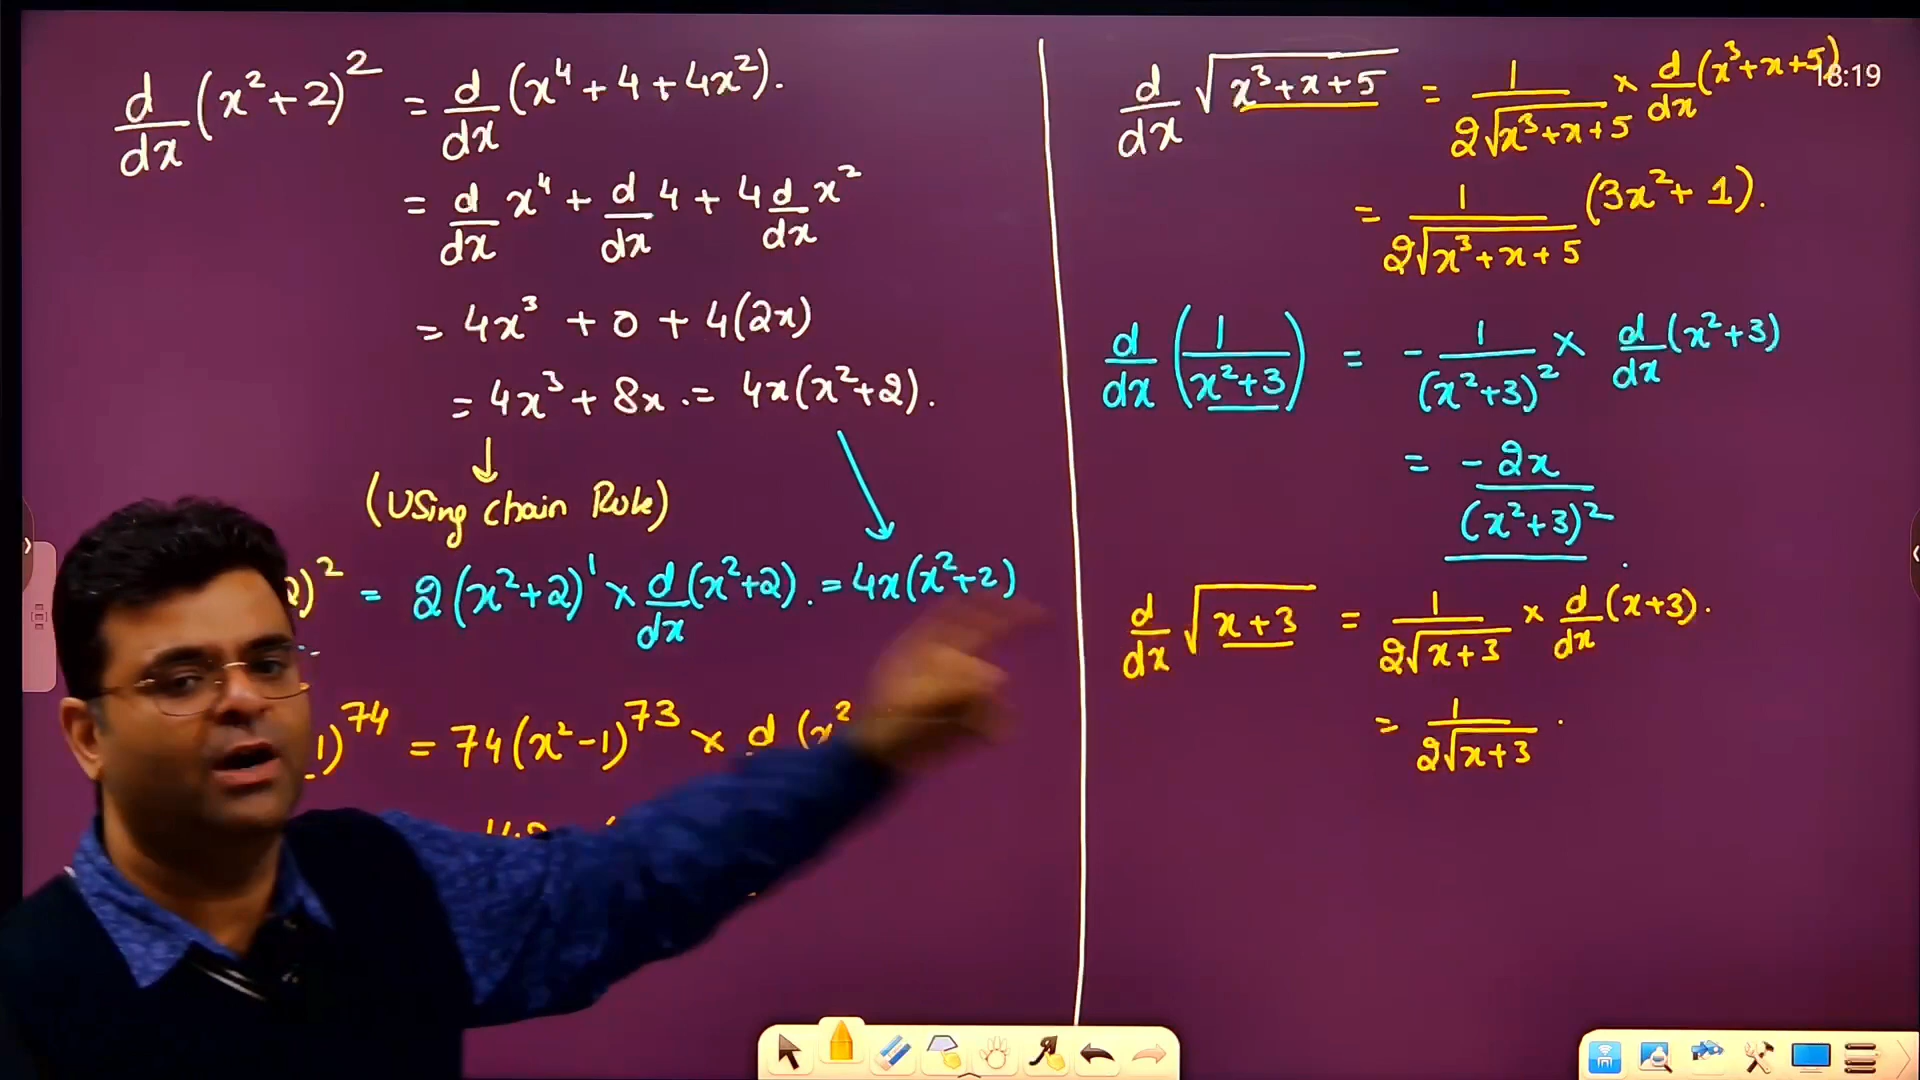 d/dx (x²+2)² = d/dx (x⁴ + 4 + 4x²).
= d/dx x⁴ + d/dx 4 + 4 d/dx x²
= 4x³ + 0 + 4(2x)
= 4x³ + 8x . = 4x(x²+2).
(Using chain Rule)
)² = 2(x²+2)¹ × d/dx (x²+2) . = 4x(x²+2)
1)⁷⁴ = 74(x²-1)⁷³ × d (x²
d/dx √(x³+x+5) = 1/(2√(x³+x+5)) × d/dx (x³+x+5)
18:19
= 1/(2√(x³+x+5)) (3x²+1).
d/dx (1/(x²+3)) = - 1/(x²+3)² × d/dx (x²+3)
= -2x/(x²+3)²
d/dx √(x+3) = 1/(2√(x+3)) × d/dx (x+3).
= 1/(2√(x+3)) .